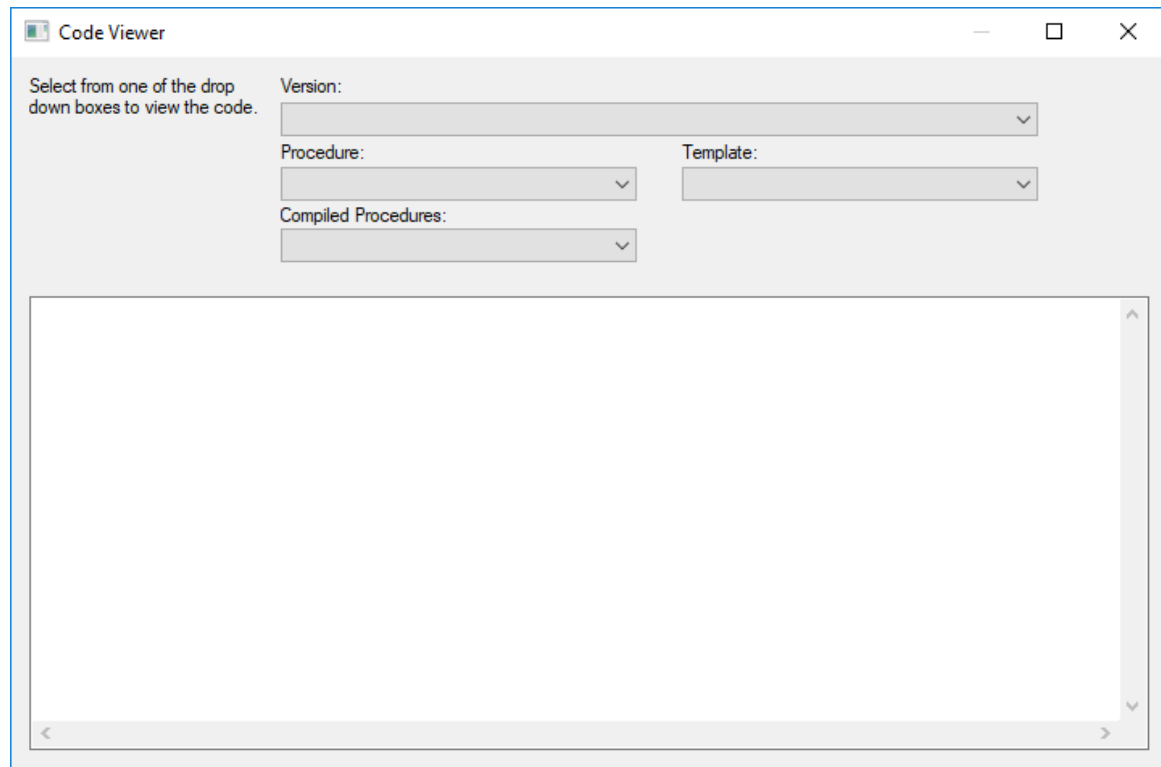 Code Viewer
Select from one of the drop
down boxes to view the code.
Version:
Procedure:
Template:
Compiled Procedures: